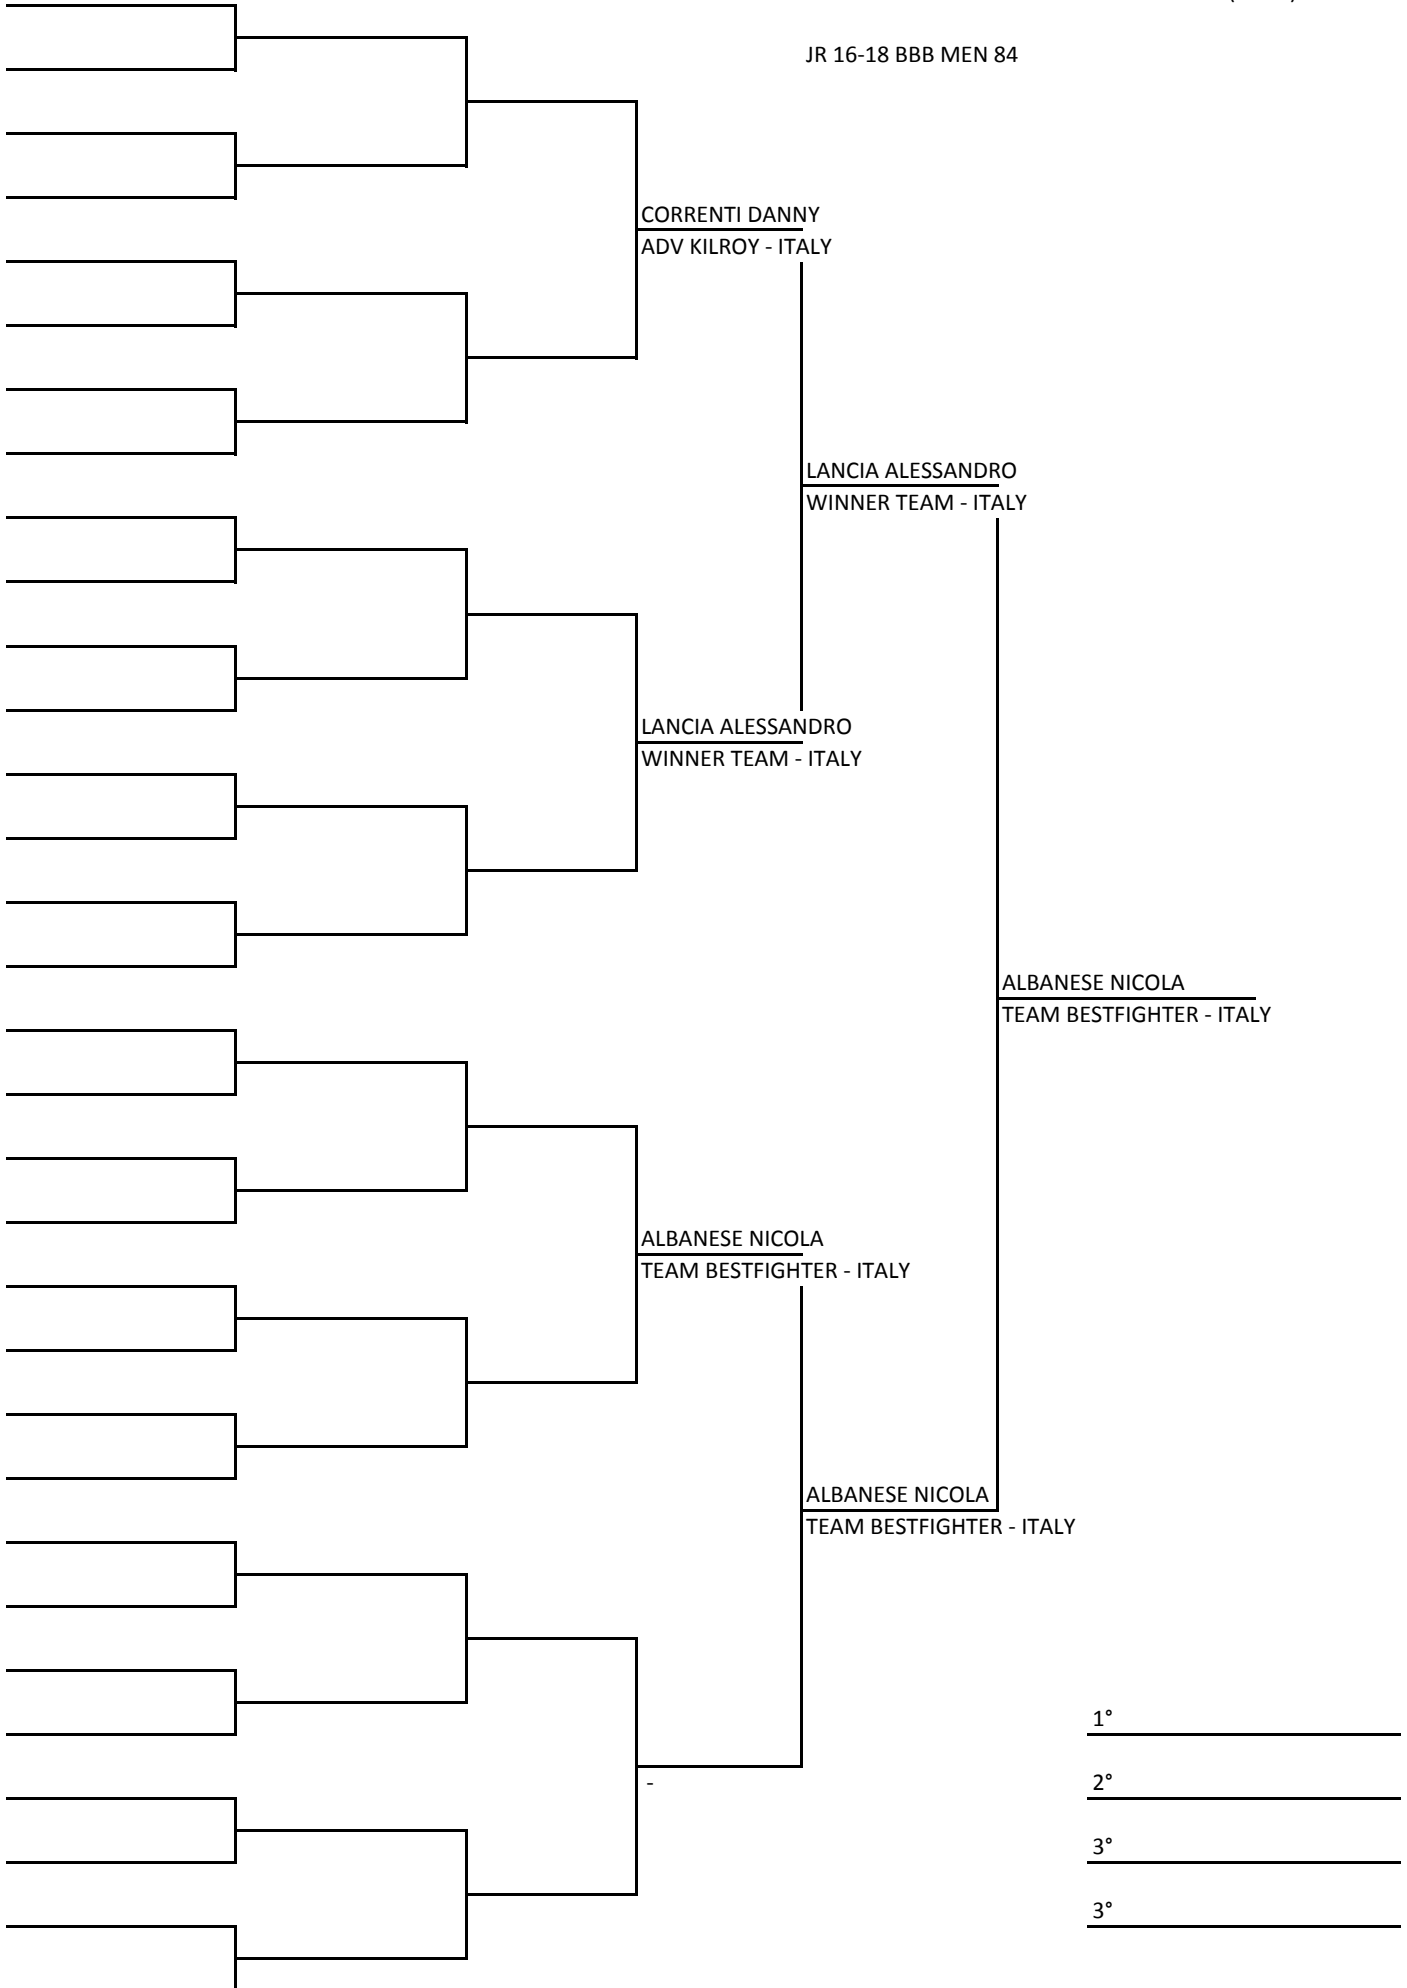 JR 16-18 BBB MEN 84
CORRENTI DANNY
ADV KILROY - ITALY
LANCIA ALESSANDRO
WINNER TEAM - ITALY
LANCIA ALESSANDRO
WINNER TEAM - ITALY
ALBANESE NICOLA
TEAM BESTFIGHTER - ITALY
ALBANESE NICOLA
TEAM BESTFIGHTER - ITALY
ALBANESE NICOLA
TEAM BESTFIGHTER - ITALY
1°
-
2°
3°
3°